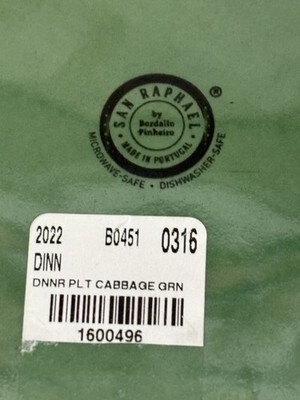 SAN RAPHAEL ®
by
Bordallo
Pinheiro
• MADE IN PORTUGAL •
MICROWAVE-SAFE • DISHWASHER-SAFE
2022 B0451 0316
DINN
DNNR PLT CABBAGE GRN
1600496